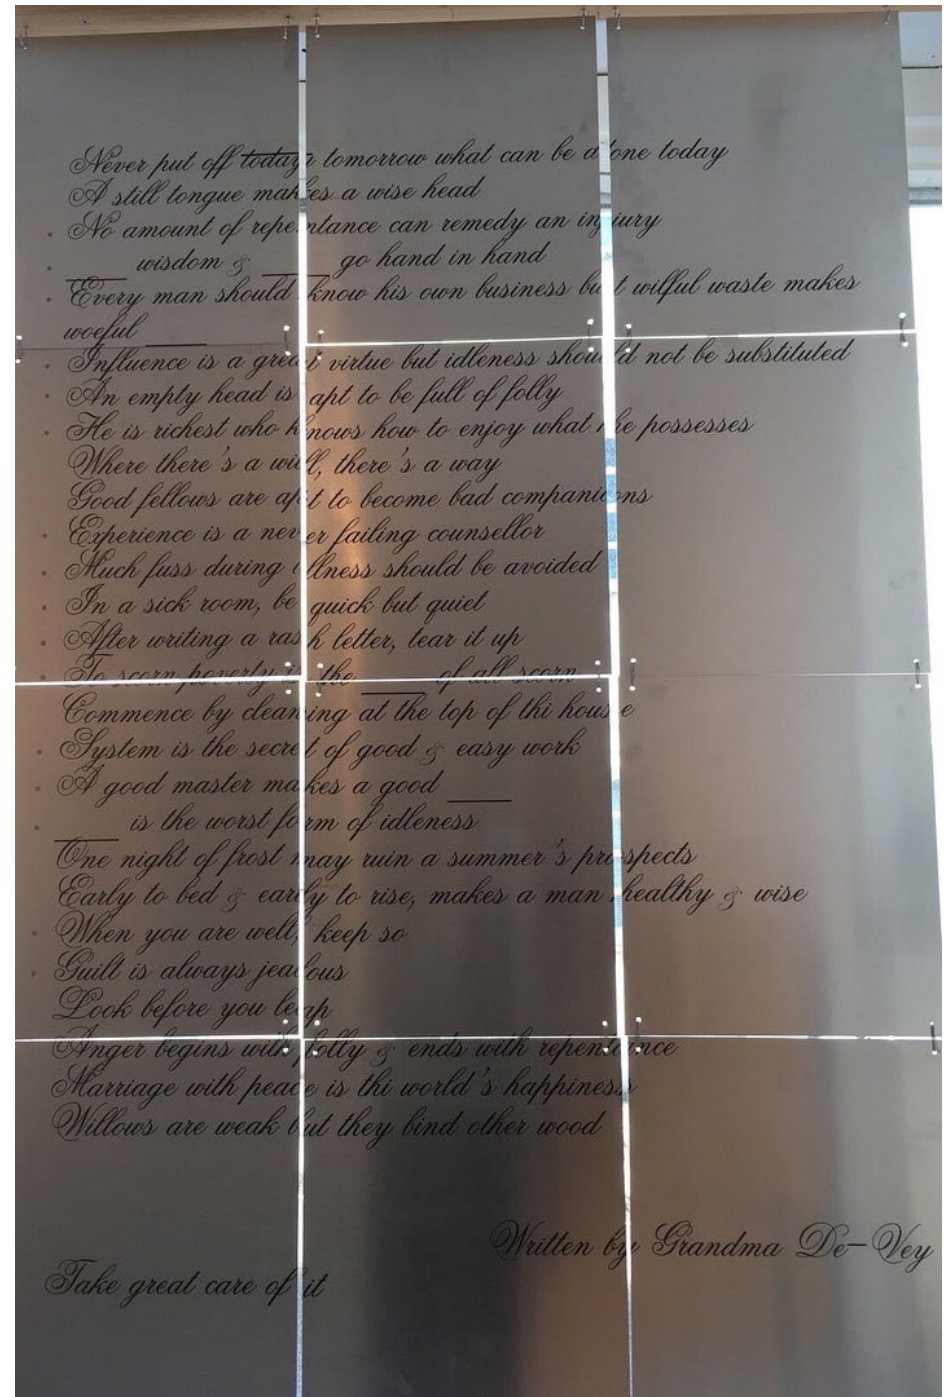 Never put off today tomorrow what can be done today
A still tongue makes a wise head
No amount of repentance can remedy an injury
____ wisdom & ____ go hand in hand
Every man should know his own business but wilful waste makes
woeful ____
Influence is a great virtue but idleness should not be substituted
An empty head is apt to be full of folly
He is richest who knows how to enjoy what he possesses
Where there's a will, there's a way
Good fellows are apt to become bad companions
Experience is a never failing counsellor
Much fuss during illness should be avoided
In a sick room, be quick but quiet
After writing a rash letter, tear it up
To scorn poverty is the ____ of all scorn
Commence by cleaning at the top of thi house
System is the secret of good & easy work
A good master makes a good ____
____ is the worst form of idleness
One night of frost may ruin a summer's prospects
Early to bed & early to rise, makes a man healthy & wise
When you are well, keep so
Guilt is always jealous
Look before you leap
Anger begins with folly & ends with repentance
Marriage with peace is thi world's happiness
Willows are weak but they bind other wood
Written by Grandma De-Vey
Take great care of it